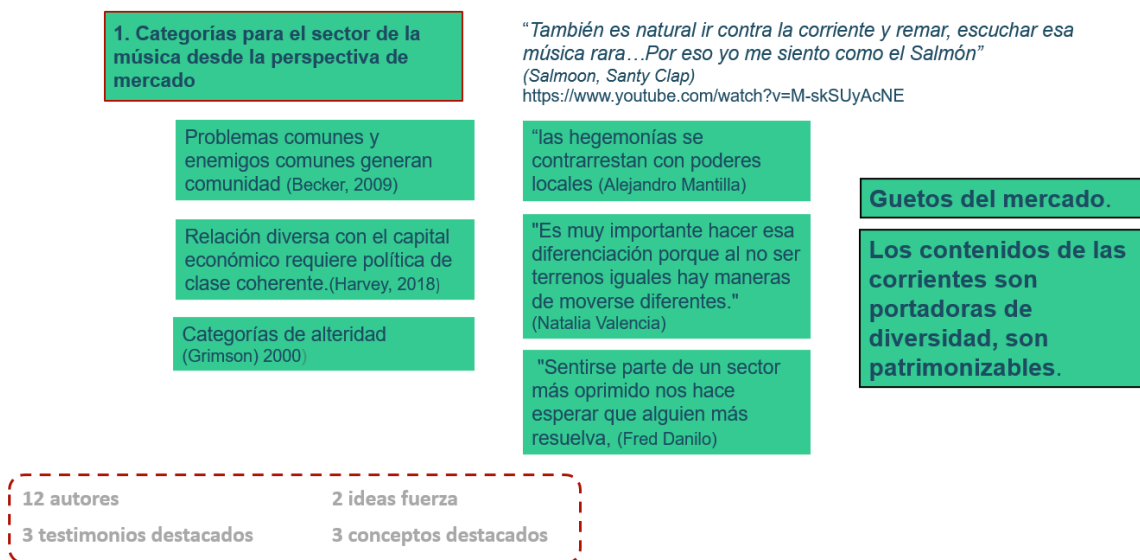 1. Categorías para el sector de la
música desde la perspectiva de
mercado
“También es natural ir contra la corriente y remar, escuchar esa
música rara…Por eso yo me siento como el Salmón”
(Salmoon, Santy Clap)
https://www.youtube.com/watch?v=M-skSUyAcNE
Problemas comunes y
enemigos comunes generan
comunidad (Becker, 2009)
Relación diversa con el capital
económico requiere política de
clase coherente.(Harvey, 2018)
Categorías de alteridad
(Grimson) 2000)
“las hegemonías se
contrarrestan con poderes
locales (Alejandro Mantilla)
"Es muy importante hacer esa
diferenciación porque al no ser
terrenos iguales hay maneras
de moverse diferentes."
(Natalia Valencia)
"Sentirse parte de un sector
más oprimido nos hace
esperar que alguien más
resuelva, (Fred Danilo)
Guetos del mercado.
Los contenidos de las
corrientes son
portadoras de
diversidad, son
patrimonizables.
12 autores
2 ideas fuerza
3 testimonios destacados
3 conceptos destacados